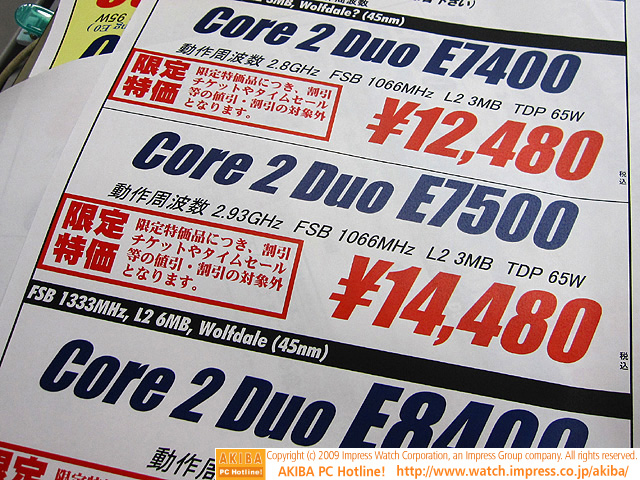 95W
6MB, Wolfdale? (45nm)
Core 2 Duo E7400
動作周波数 2.8GHz FSB 1066MHz L2 3MB TDP 65W
限定
特価
限定特価品につき、割引
チケットやタイムセール
等の値引・割引の対象外
となります。
¥12,480
税込
Core 2 Duo E7500
動作周波数 2.93GHz FSB 1066MHz L2 3MB TDP 65W
限定
特価
限定特価品につき、割引
チケットやタイムセール
等の値引・割引の対象外
となります。
¥14,480
税込
FSB 1333MHz, L2 6MB, Wolfdale (45nm)
Core 2 Duo E8400
動作周
AKIBA
PC Hotline!
Copyright (c) 2009 Impress Watch Corporation, an Impress Group company. All rights reserved.
AKIBA PC Hotline! http://www.watch.impress.co.jp/akiba/